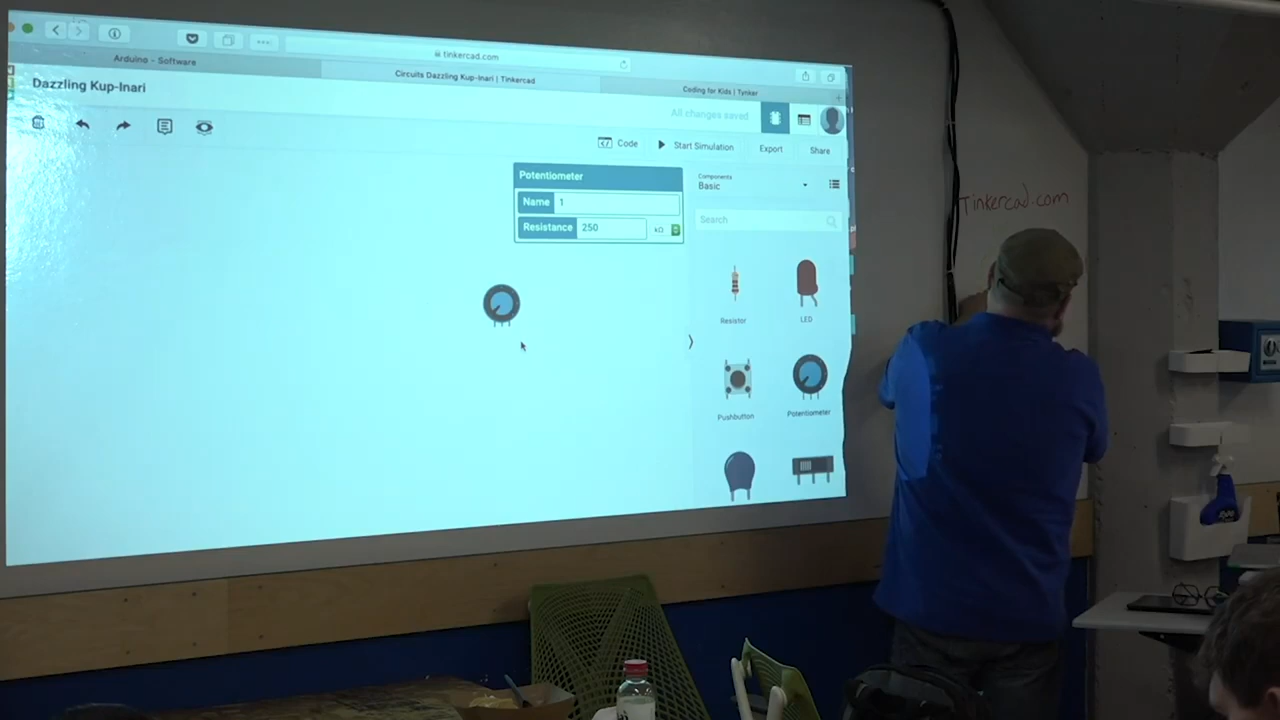 tinkercad.com
Arduino - Software
Circuits Dazzling Kup-Inari | Tinkercad
Coding for Kids | Tynker
Dazzling Kup-Inari
All changes saved
Code
Start Simulation
Export
Share
Potentiometer
Name 1
Resistance 250 kΩ
Components
Basic
Search
Resistor
LED
Pushbutton
Potentiometer
Tinkercad.com